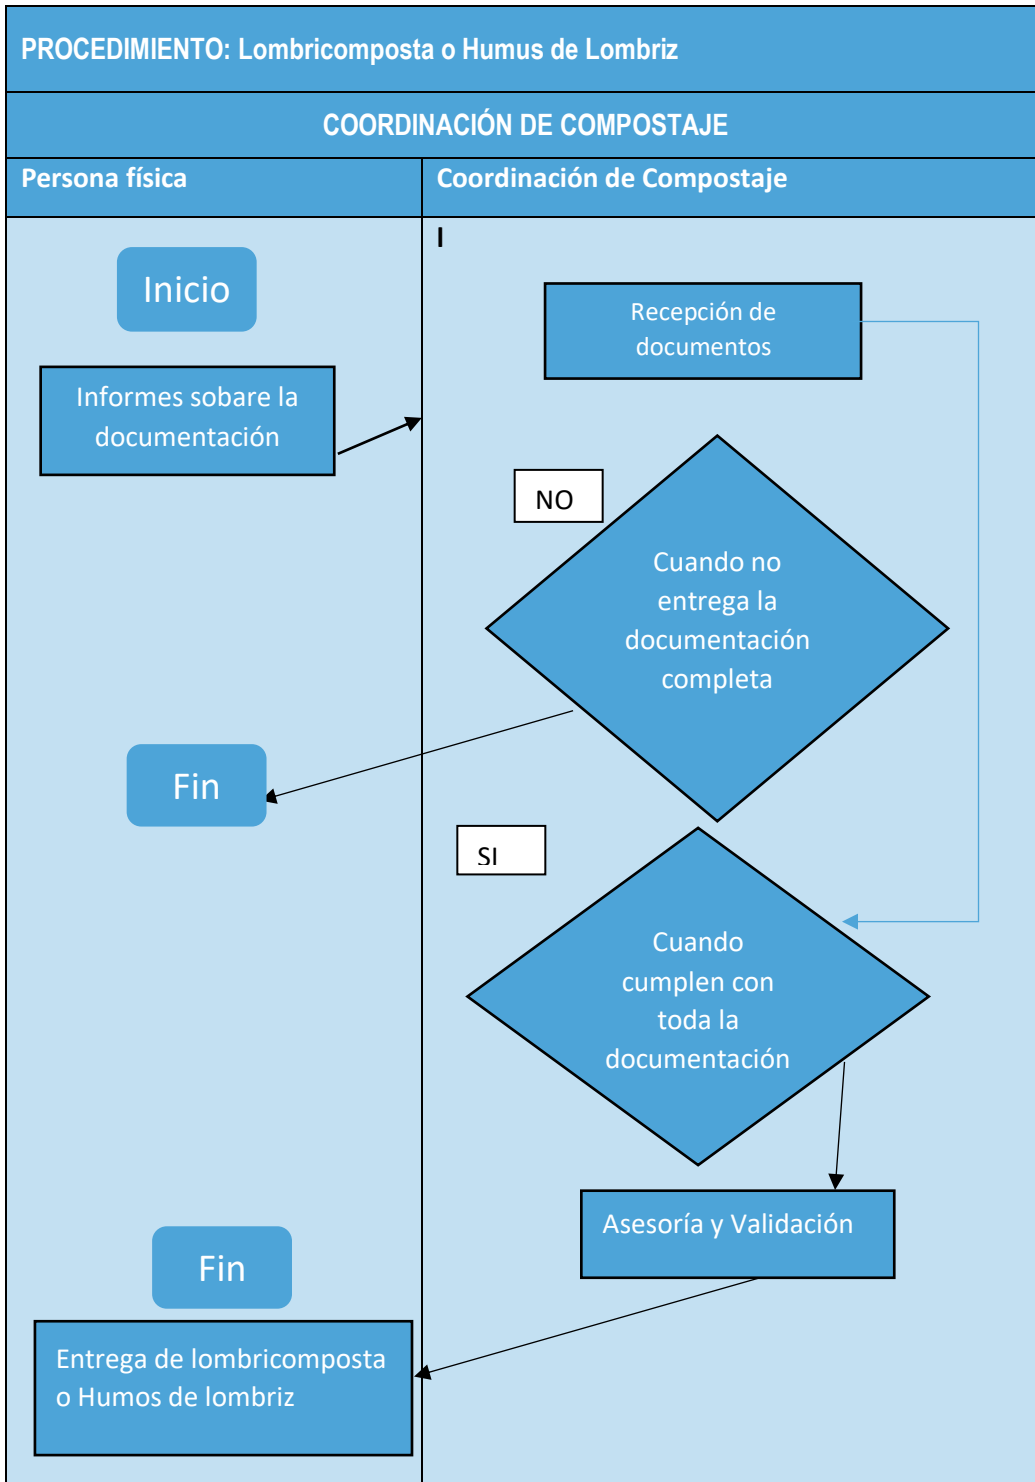 PROCEDIMIENTO: Lombricomposta o Humus de Lombriz
COORDINACIÓN DE COMPOSTAJE
Persona física
Coordinación de Compostaje
I
Inicio
Recepción de
documentos
Informes sobare la
documentación
NO
Cuando no
entrega la
documentación
completa
Fin
SI
Cuando
cumplen con
toda la
documentación
Asesoría y Validación
Fin
Entrega de lombricomposta
o Humos de lombriz